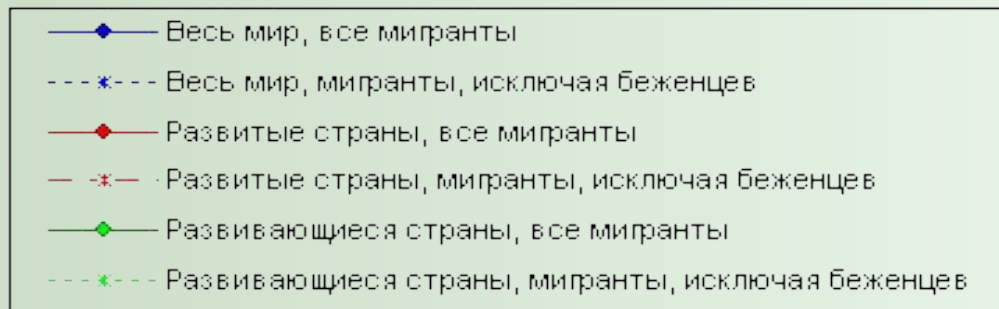 Весь мир, все мигранты
Весь мир, мигранты, исключая беженцев
Развитые страны, все мигранты
Развитые страны, мигранты, исключая беженцев
Развивающиеся страны, все мигранты
Развивающиеся страны, мигранты, исключая беженцев